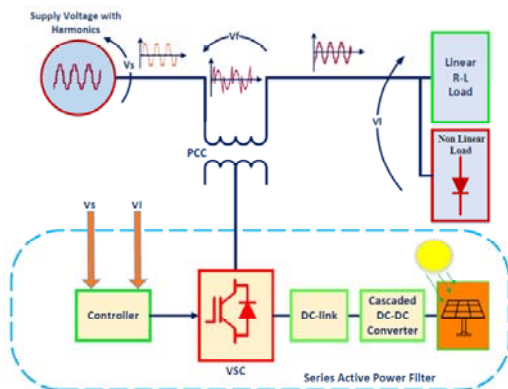 Supply Voltage with
Harmonics
Vs
Vf
Vl
Linear
R-L
Load
Non Linear
Load
PCC
Vs
Vl
Controller
VSC
DC-link
Cascaded
DC-DC
Converter
Series Active Power Filter